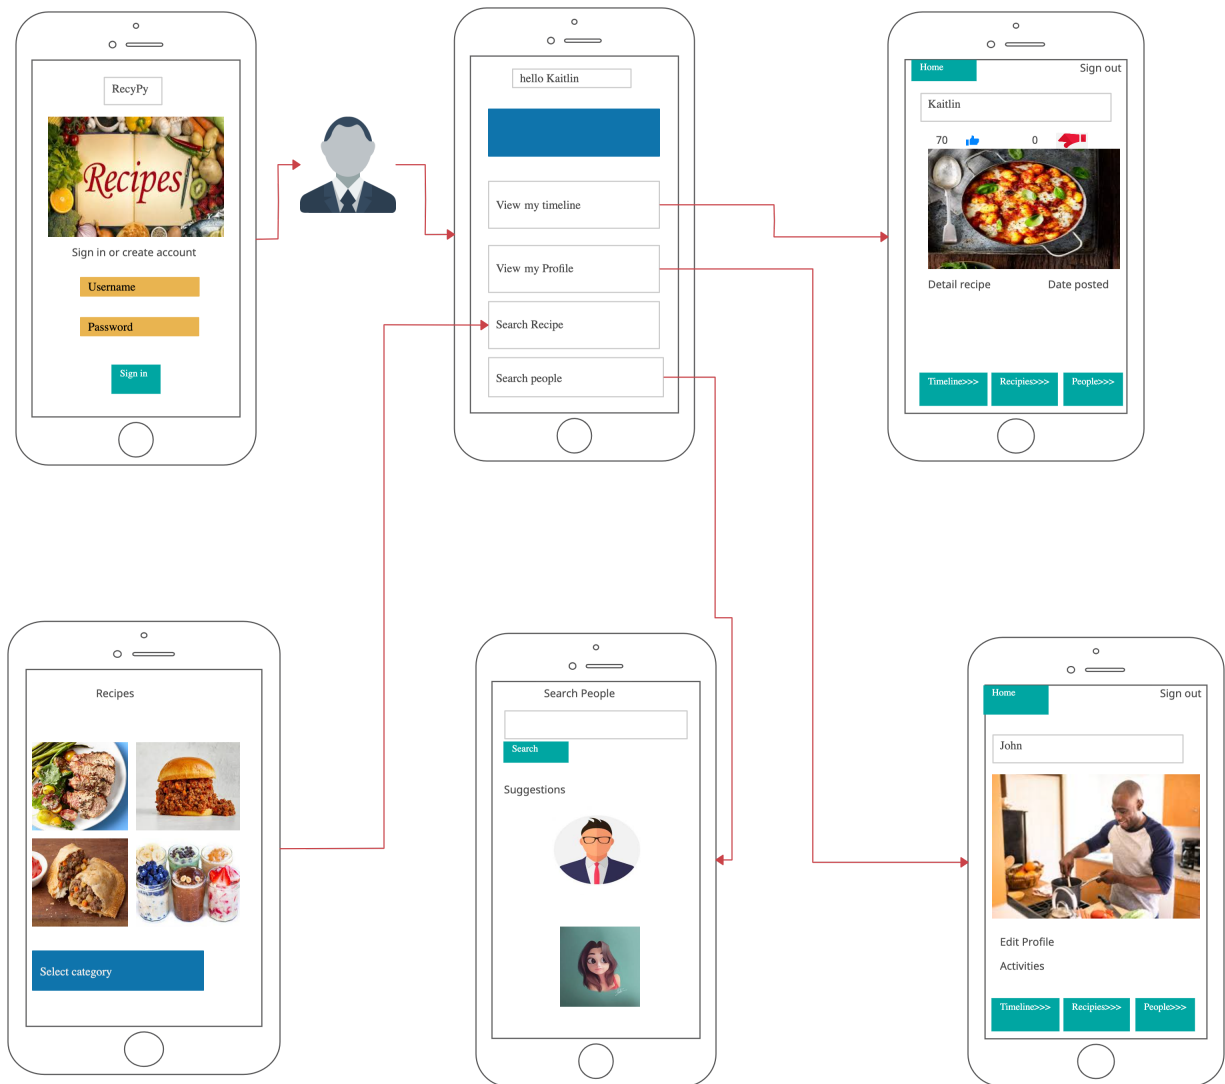 RecyPy
Recipes
Sign in or create account
Username
Password
Sign in
hello Kaitlin
View my timeline
View my Profile
Search Recipe
Search people
Home
Sign out
Kaitlin
70
0
Detail recipe
Date posted
Timeline>>>
Recipies>>>
People>>>
Recipes
Select category
Search People
Search
Suggestions
Home
Sign out
John
Edit Profile
Activities
Timeline>>>
Recipies>>>
People>>>